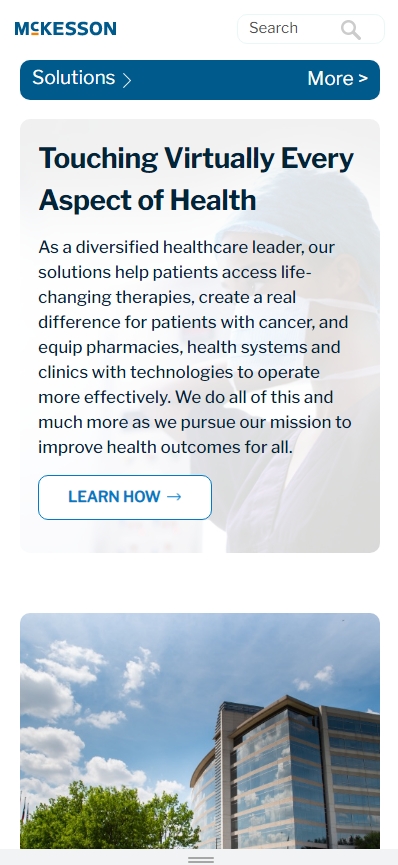 MCKESSON
Search
Solutions >
More >
Touching Virtually Every
Aspect of Health
As a diversified healthcare leader, our
solutions help patients access life-
changing therapies, create a real
difference for patients with cancer, and
equip pharmacies, health systems and
clinics with technologies to operate
more effectively. We do all of this and
much more as we pursue our mission to
improve health outcomes for all.
LEARN HOW →